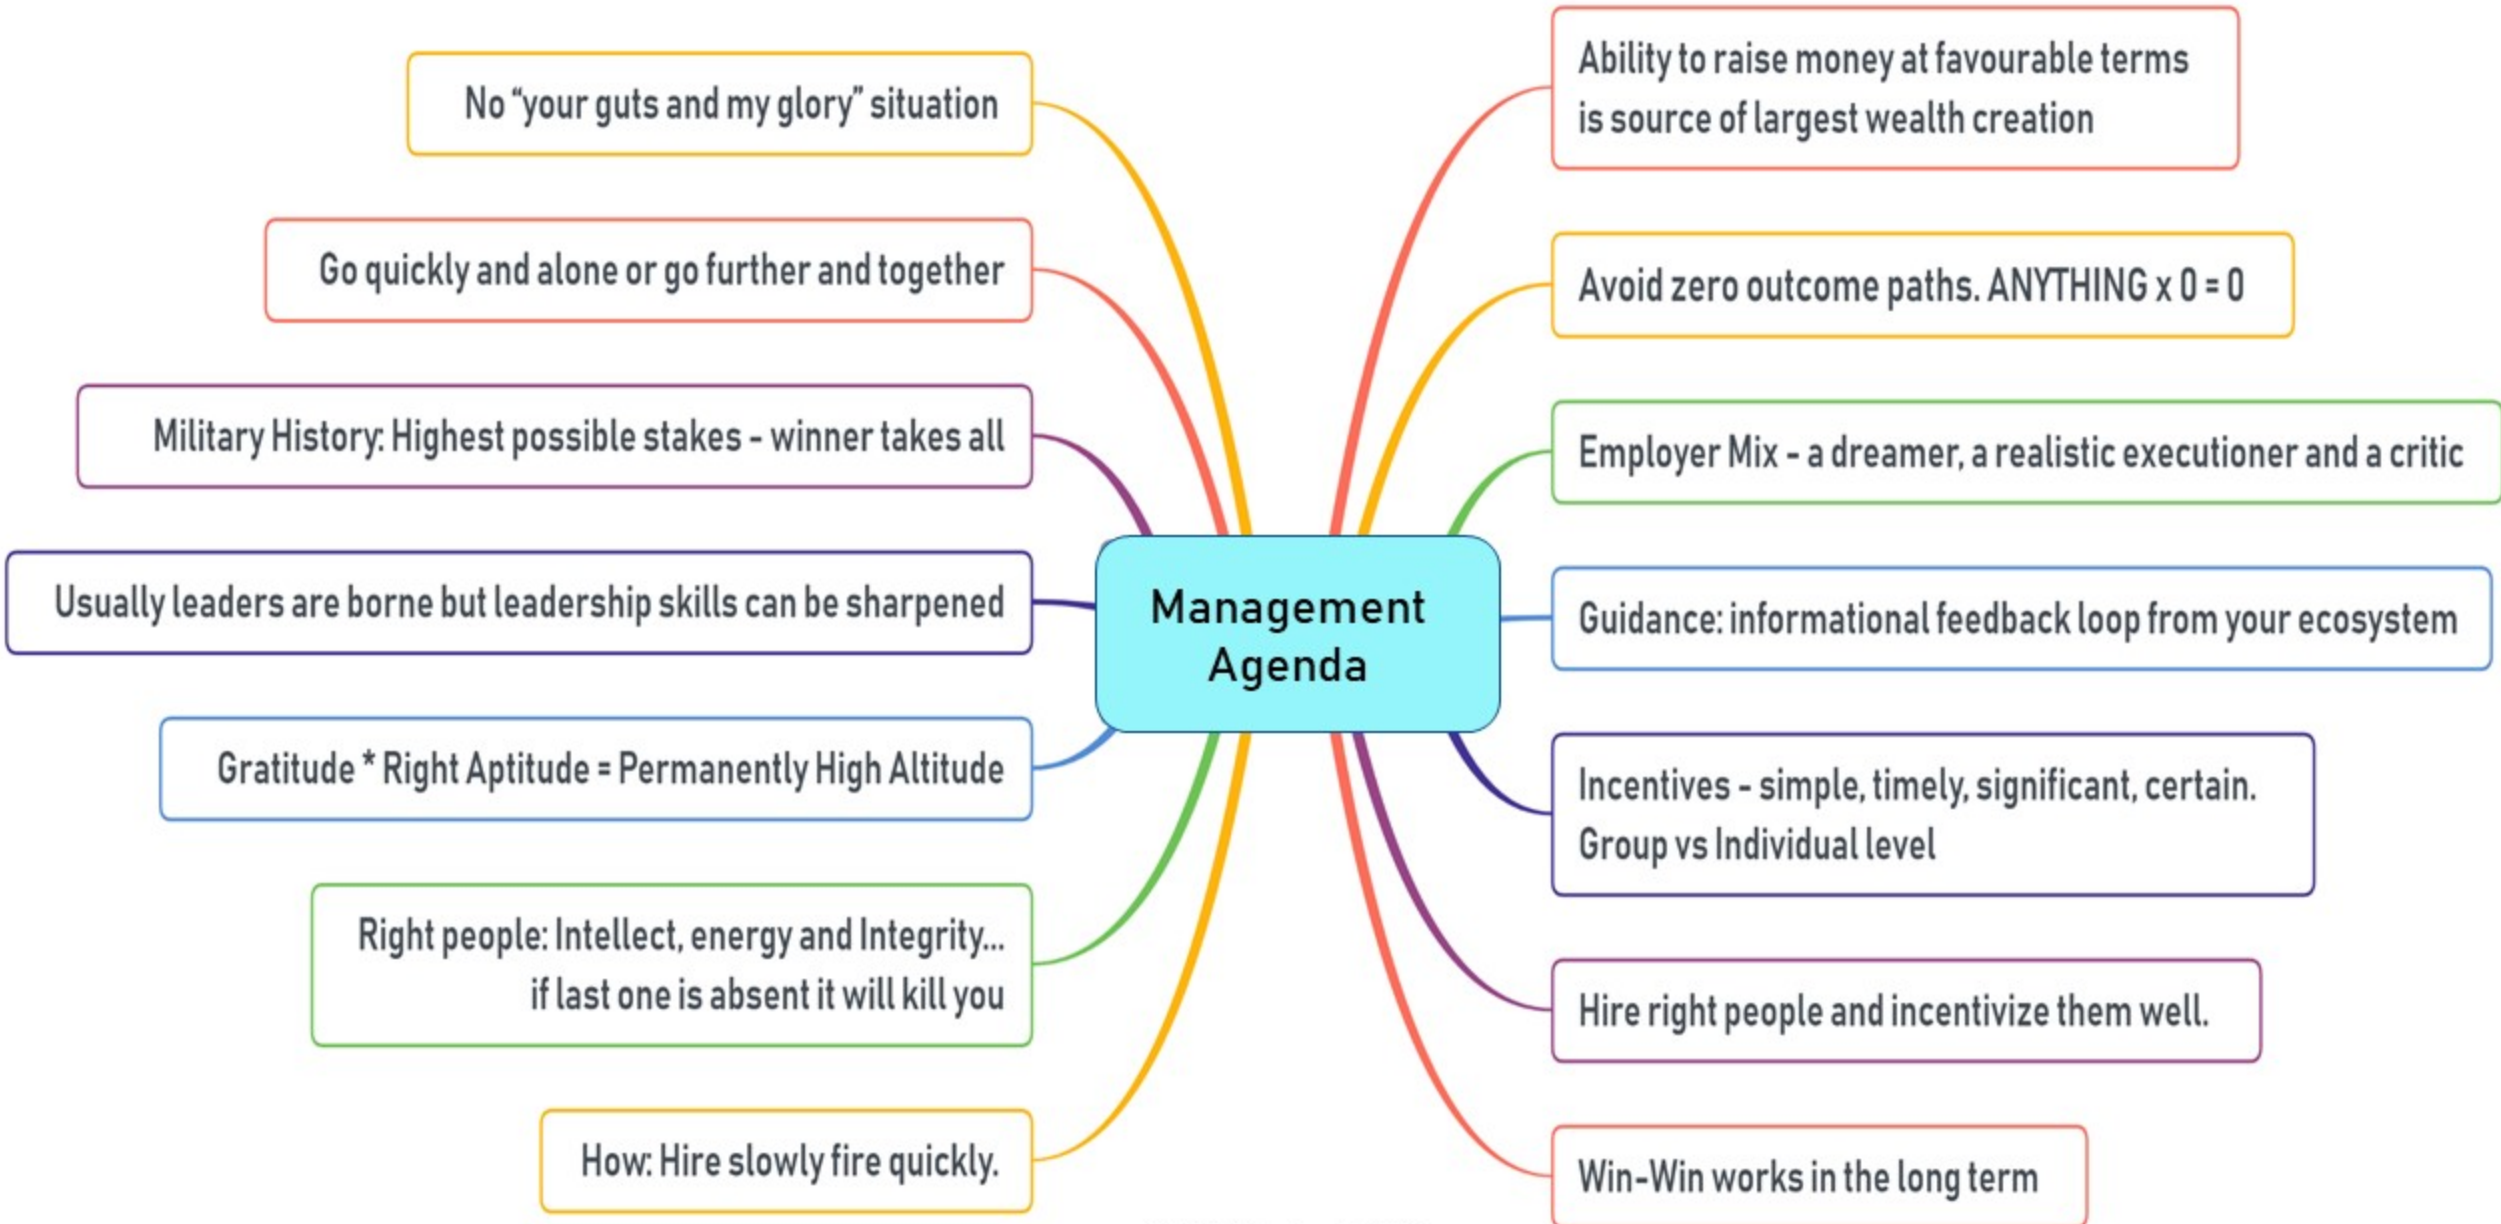 No “your guts and my glory” situation
Go quickly and alone or go further and together
Military History: Highest possible stakes - winner takes all
Usually leaders are borne but leadership skills can be sharpened
Gratitude * Right Aptitude = Permanently High Altitude
Right people: Intellect, energy and Integrity...
if last one is absent it will kill you
How: Hire slowly fire quickly.
Management
Agenda
Ability to raise money at favourable terms
is source of largest wealth creation
Avoid zero outcome paths. ANYTHING x 0 = 0
Employer Mix - a dreamer, a realistic executioner and a critic
Guidance: informational feedback loop from your ecosystem
Incentives - simple, timely, significant, certain.
Group vs Individual level
Hire right people and incentivize them well.
Win-Win works in the long term